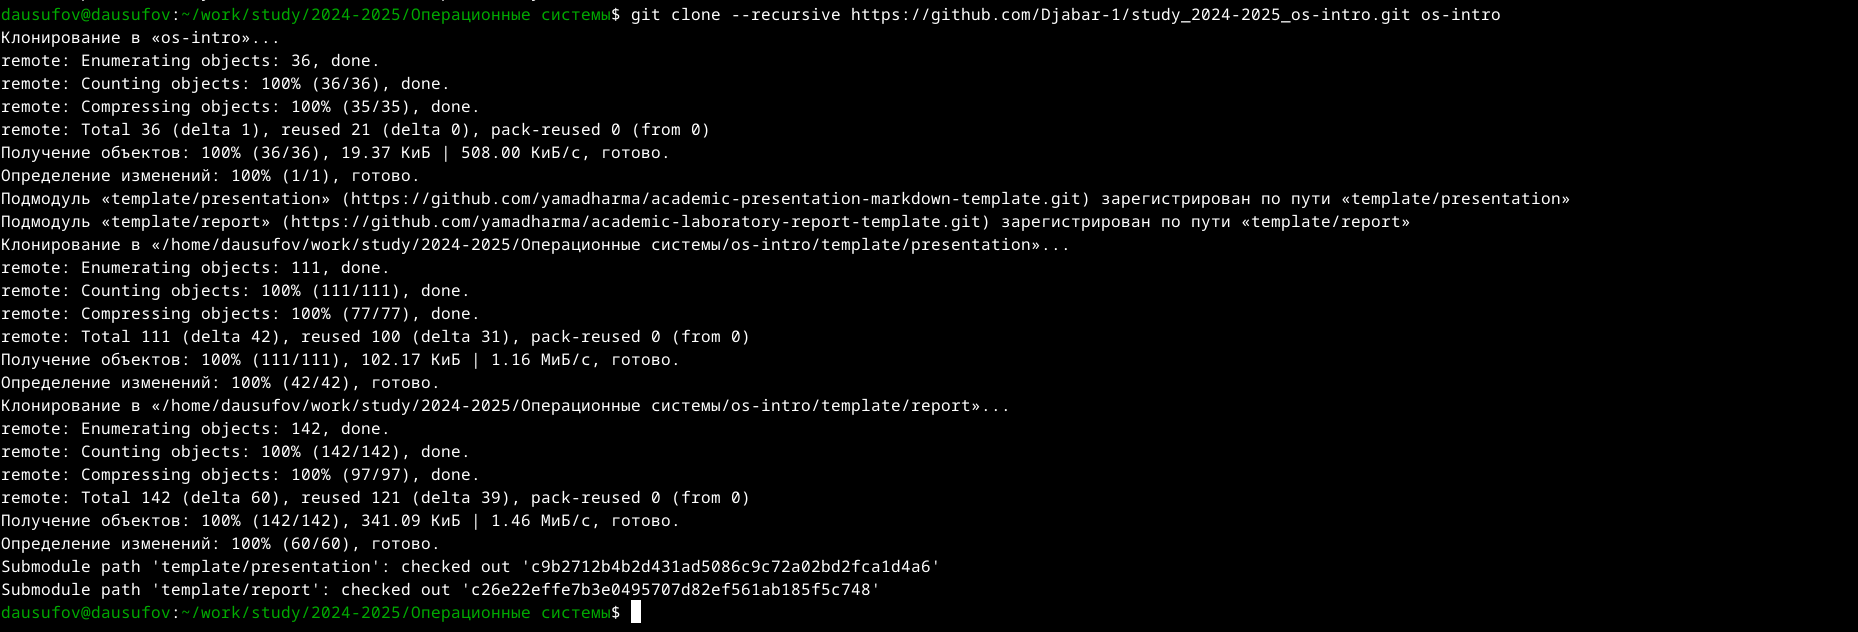 dausufov@dausufov:~/work/study/2024-2025/Операционные системы$ git clone --recursive https://github.com/Djabar-1/study_2024-2025_os-intro.git os-intro
Клонирование в «os-intro»...
remote: Enumerating objects: 36, done.
remote: Counting objects: 100% (36/36), done.
remote: Compressing objects: 100% (35/35), done.
remote: Total 36 (delta 1), reused 21 (delta 0), pack-reused 0 (from 0)
Получение объектов: 100% (36/36), 19.37 КиБ | 508.00 КиБ/с, готово.
Определение изменений: 100% (1/1), готово.
Подмодуль «template/presentation» (https://github.com/yamadharma/academic-presentation-markdown-template.git) зарегистрирован по пути «template/presentation»
Подмодуль «template/report» (https://github.com/yamadharma/academic-laboratory-report-template.git) зарегистрирован по пути «template/report»
Клонирование в «/home/dausufov/work/study/2024-2025/Операционные системы/os-intro/template/presentation»...
remote: Enumerating objects: 111, done.
remote: Counting objects: 100% (111/111), done.
remote: Compressing objects: 100% (77/77), done.
remote: Total 111 (delta 42), reused 100 (delta 31), pack-reused 0 (from 0)
Получение объектов: 100% (111/111), 102.17 КиБ | 1.16 МиБ/с, готово.
Определение изменений: 100% (42/42), готово.
Клонирование в «/home/dausufov/work/study/2024-2025/Операционные системы/os-intro/template/report»...
remote: Enumerating objects: 142, done.
remote: Counting objects: 100% (142/142), done.
remote: Compressing objects: 100% (97/97), done.
remote: Total 142 (delta 60), reused 121 (delta 39), pack-reused 0 (from 0)
Получение объектов: 100% (142/142), 341.09 КиБ | 1.46 МиБ/с, готово.
Определение изменений: 100% (60/60), готово.
Submodule path 'template/presentation': checked out 'c9b2712b4b2d431ad5086c9c72a02bd2fca1d4a6'
Submodule path 'template/report': checked out 'c26e22effe7b3e0495707d82ef561ab185f5c748'
dausufov@dausufov:~/work/study/2024-2025/Операционные системы$